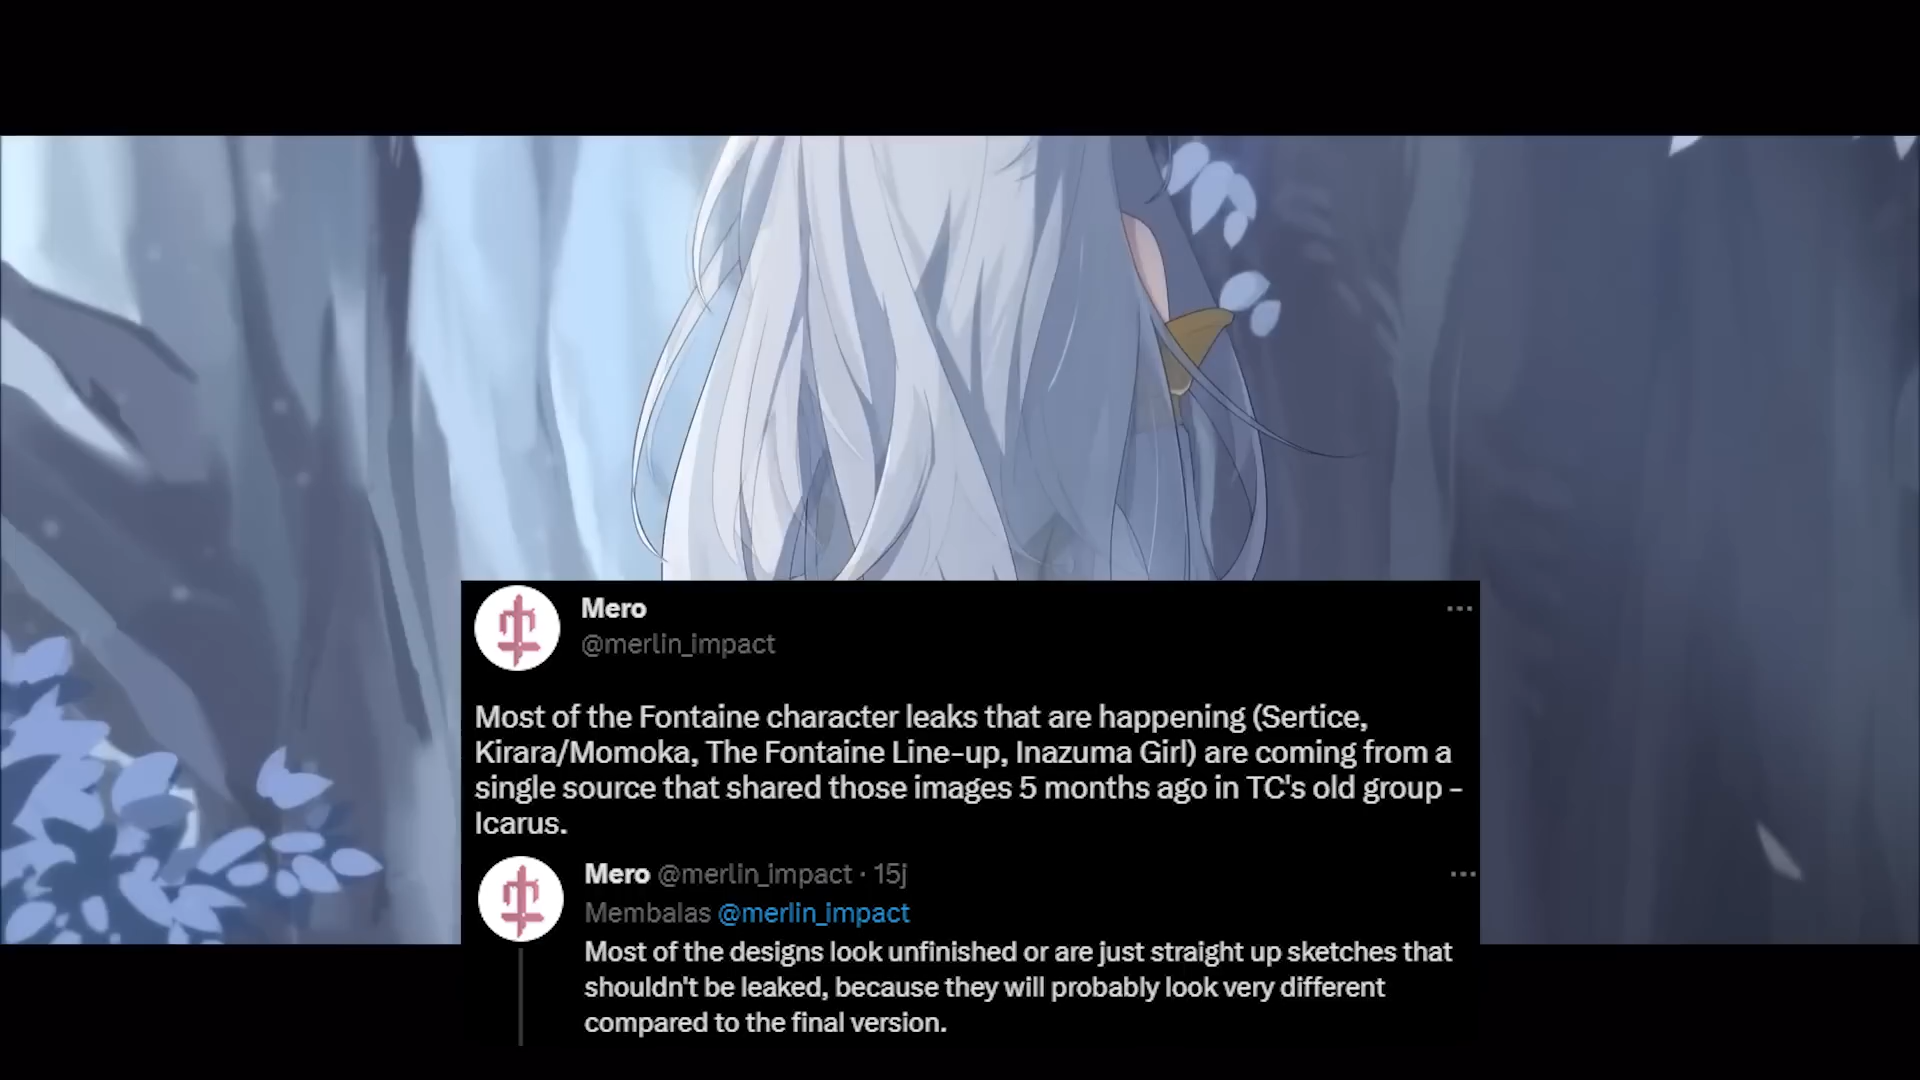 Mero
@merlin_impact
Most of the Fontaine character leaks that are happening (Sertice,
Kirara/Momoka, The Fontaine Line-up, Inazuma Girl) are coming from a
single source that shared those images 5 months ago in TC's old group -
Icarus.
Mero @merlin_impact · 15j
Membalas @merlin_impact
Most of the designs look unfinished or are just straight up sketches that
shouldn't be leaked, because they will probably look very different
compared to the final version.